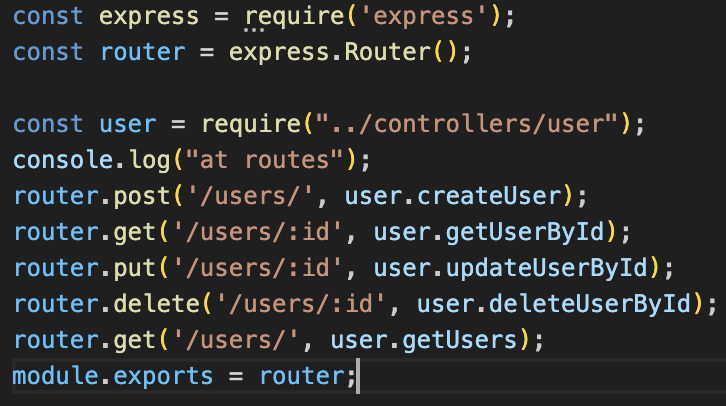 const express = require('express');
const router = express.Router();
const user = require("../controllers/user");
console.log("at routes");
router.post('/users/', user.createUser);
router.get('/users/:id', user.getUserById);
router.put('/users/:id', user.updateUserById);
router.delete('/users/:id', user.deleteUserById);
router.get('/users/', user.getUsers);
module.exports = router;